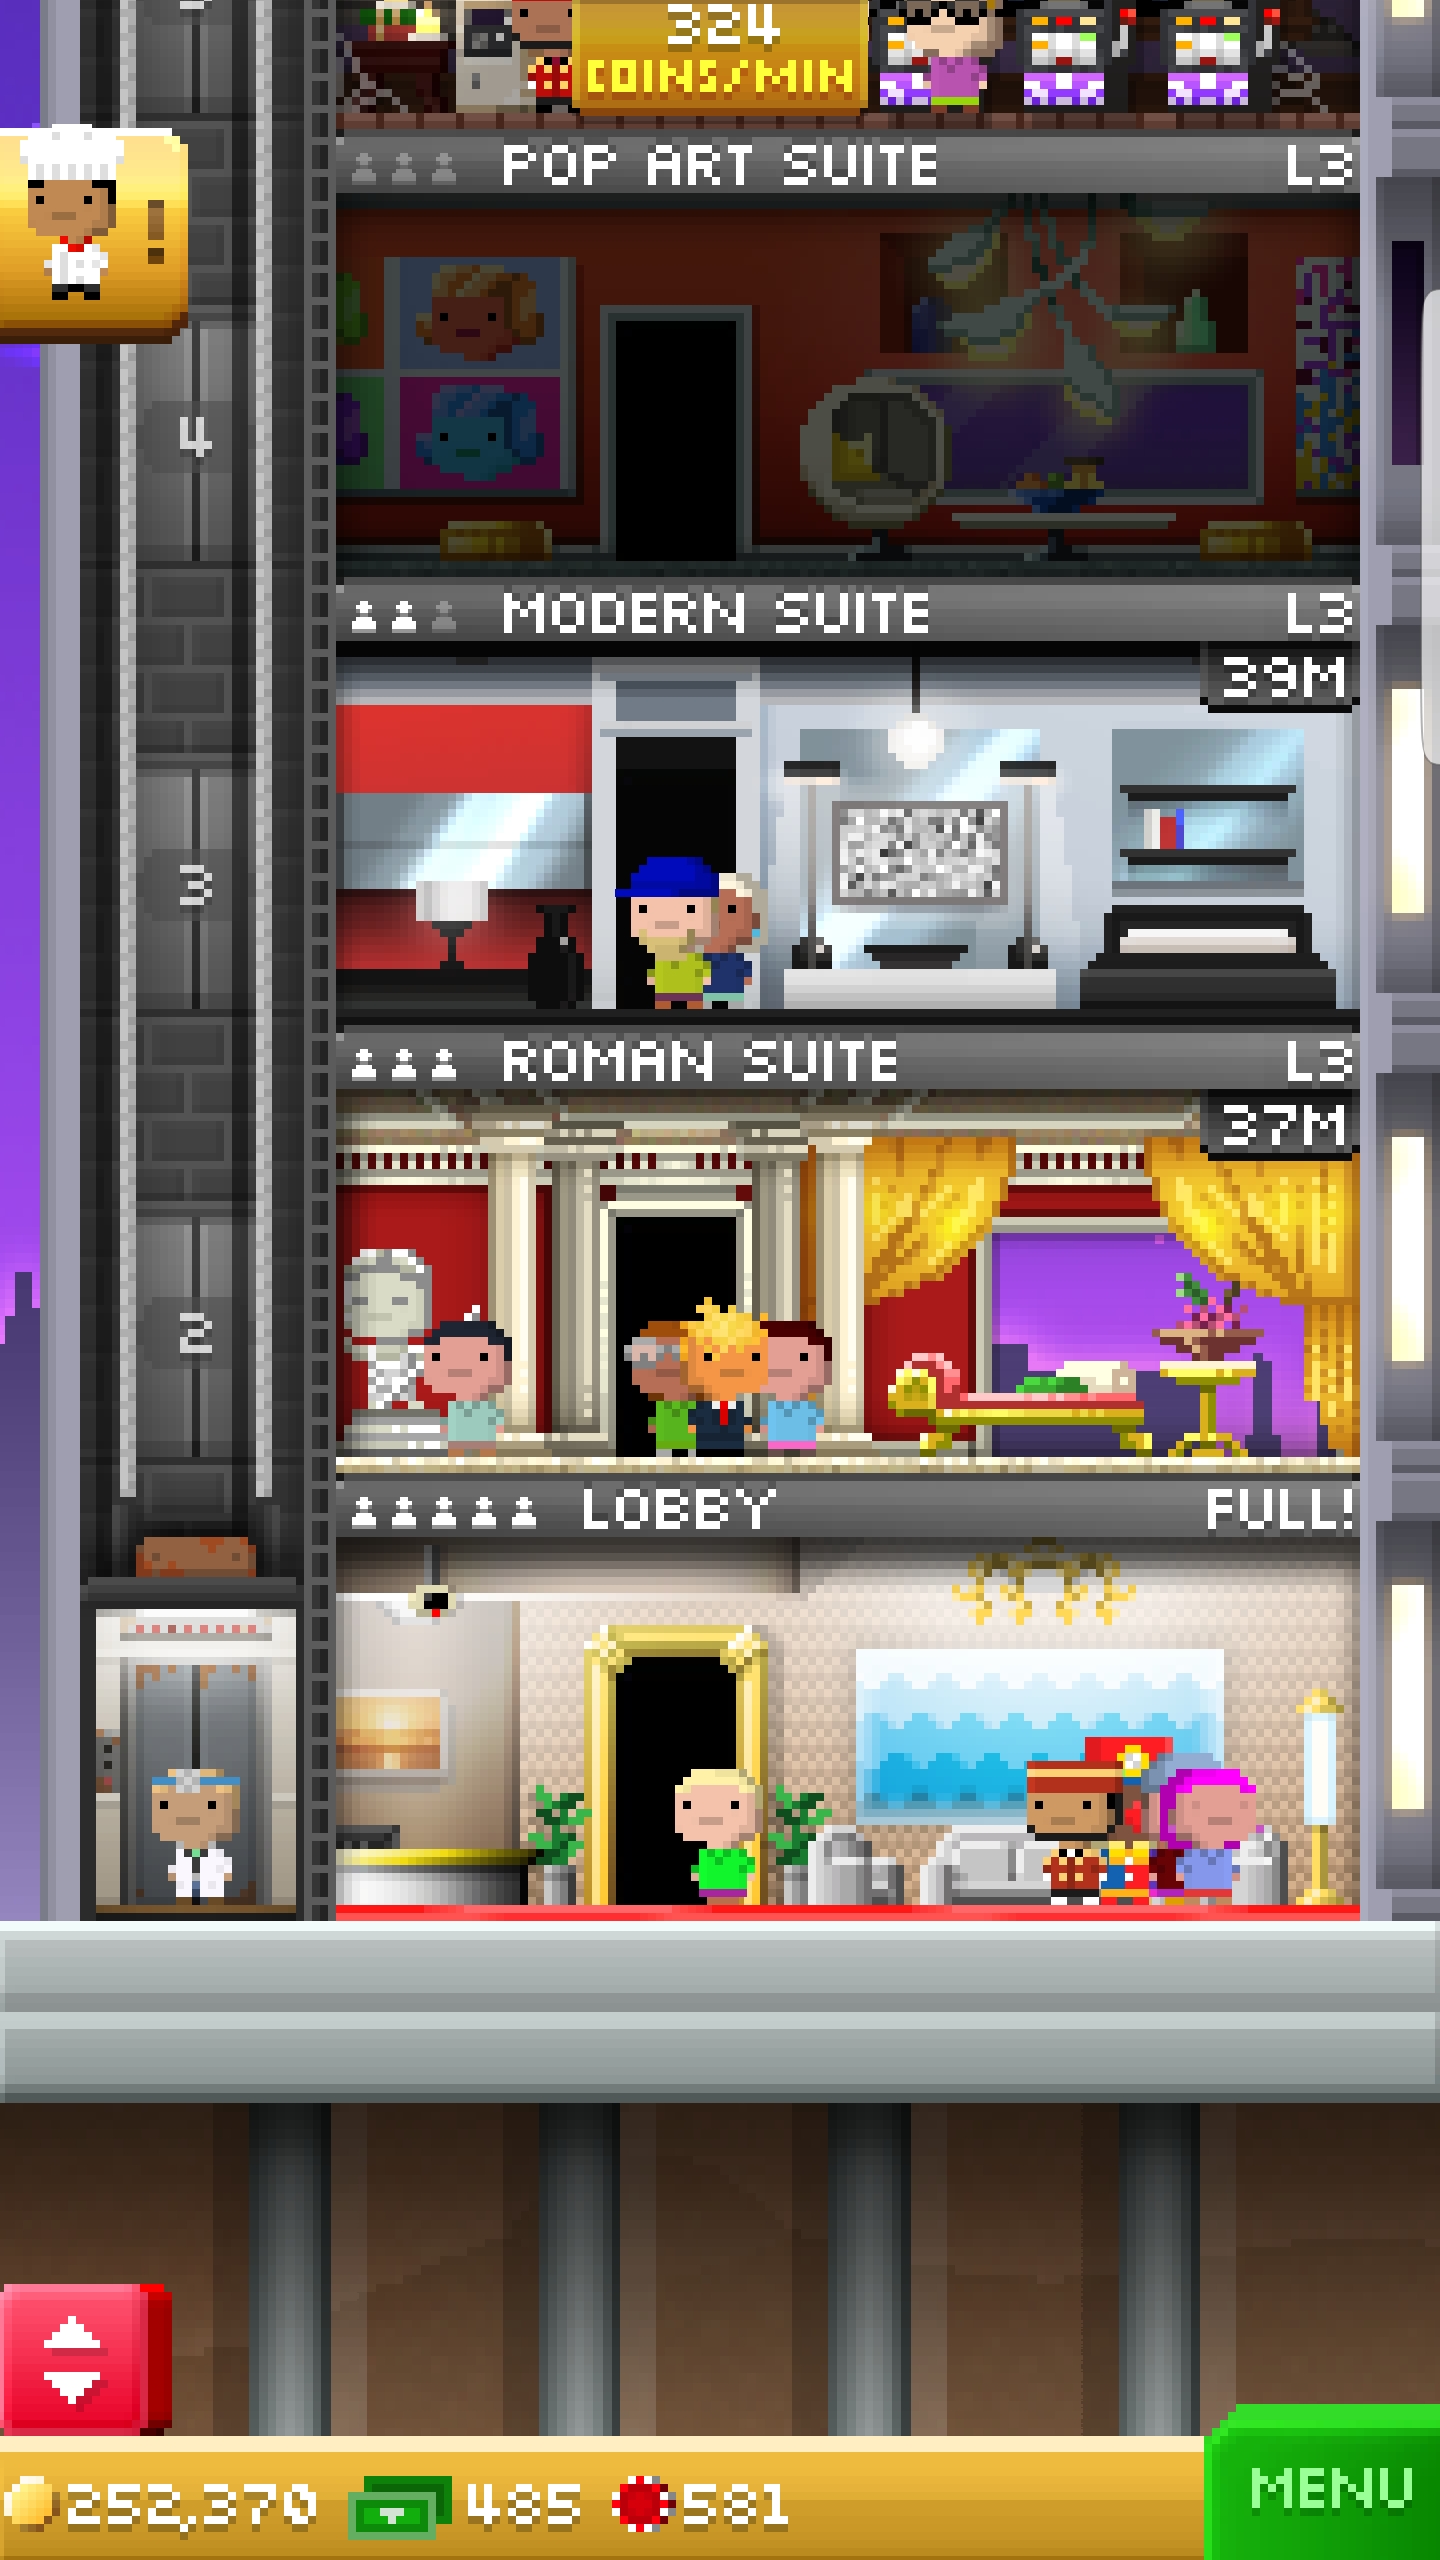 324
COINS/MIN
POP ART SUITE L3
!
4
MODERN SUITE L3
39M
3
ROMAN SUITE L3
37M
2
LOBBY FULL!
252,370 485 581
MENU